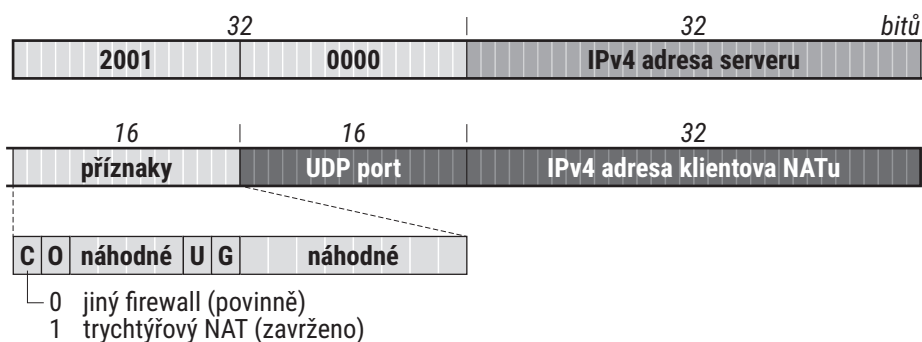 32 32 bitů
2001 0000 IPv4 adresa serveru
16 16 32
příznaky UDP port IPv4 adresa klientova NATu
C O náhodné U G náhodné
0 jiný firewall (povinně)
1 trychtýřový NAT (zavrženo)